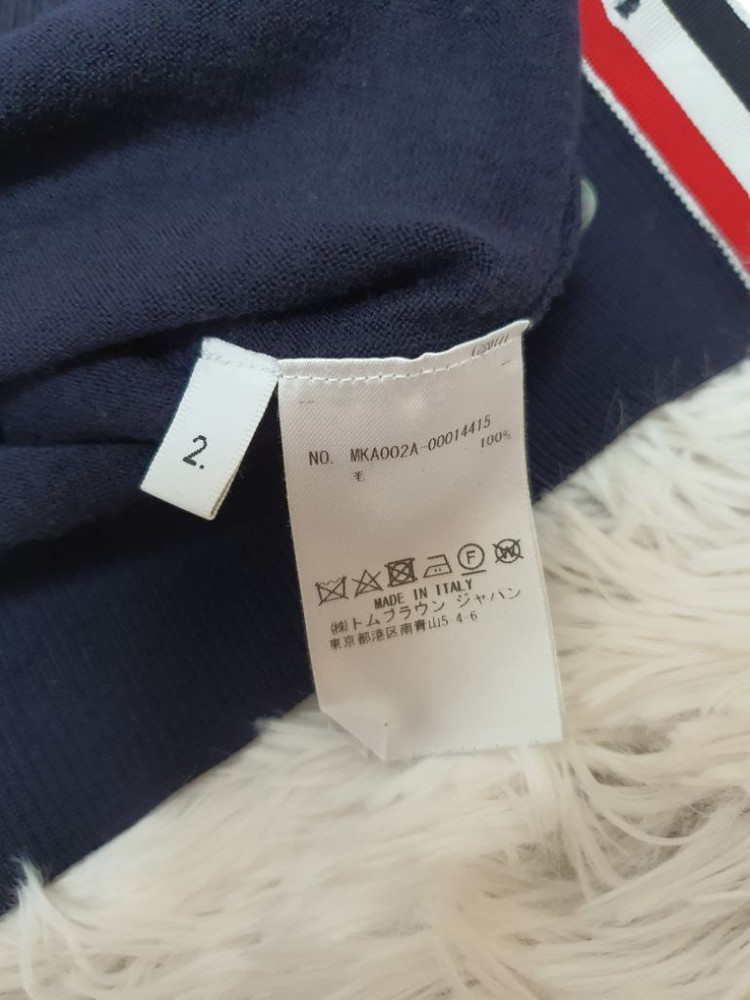 2.
NO. MKA002A-00014415
毛 100%
F W
MADE IN ITALY
㈱トムブラウン ジャパン
東京都港区南青山5-4-6